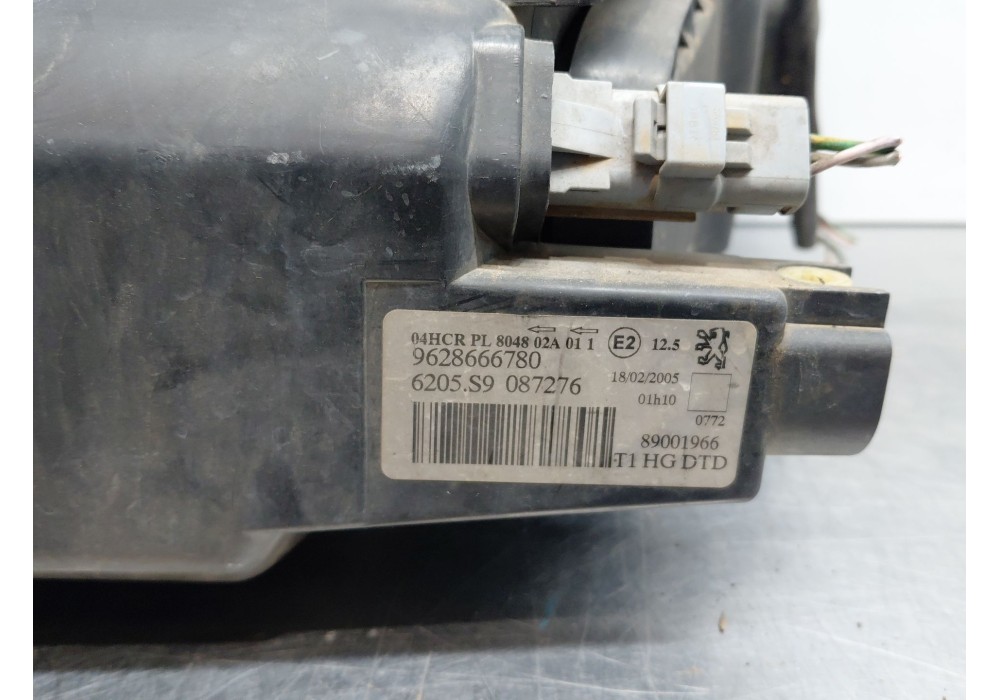 04HCR PL 8048 02A 01 1 E2 12.5
9628666780
6205.S9 087276
18/02/2005
01h10
0772
89001966
T1 HG DTD